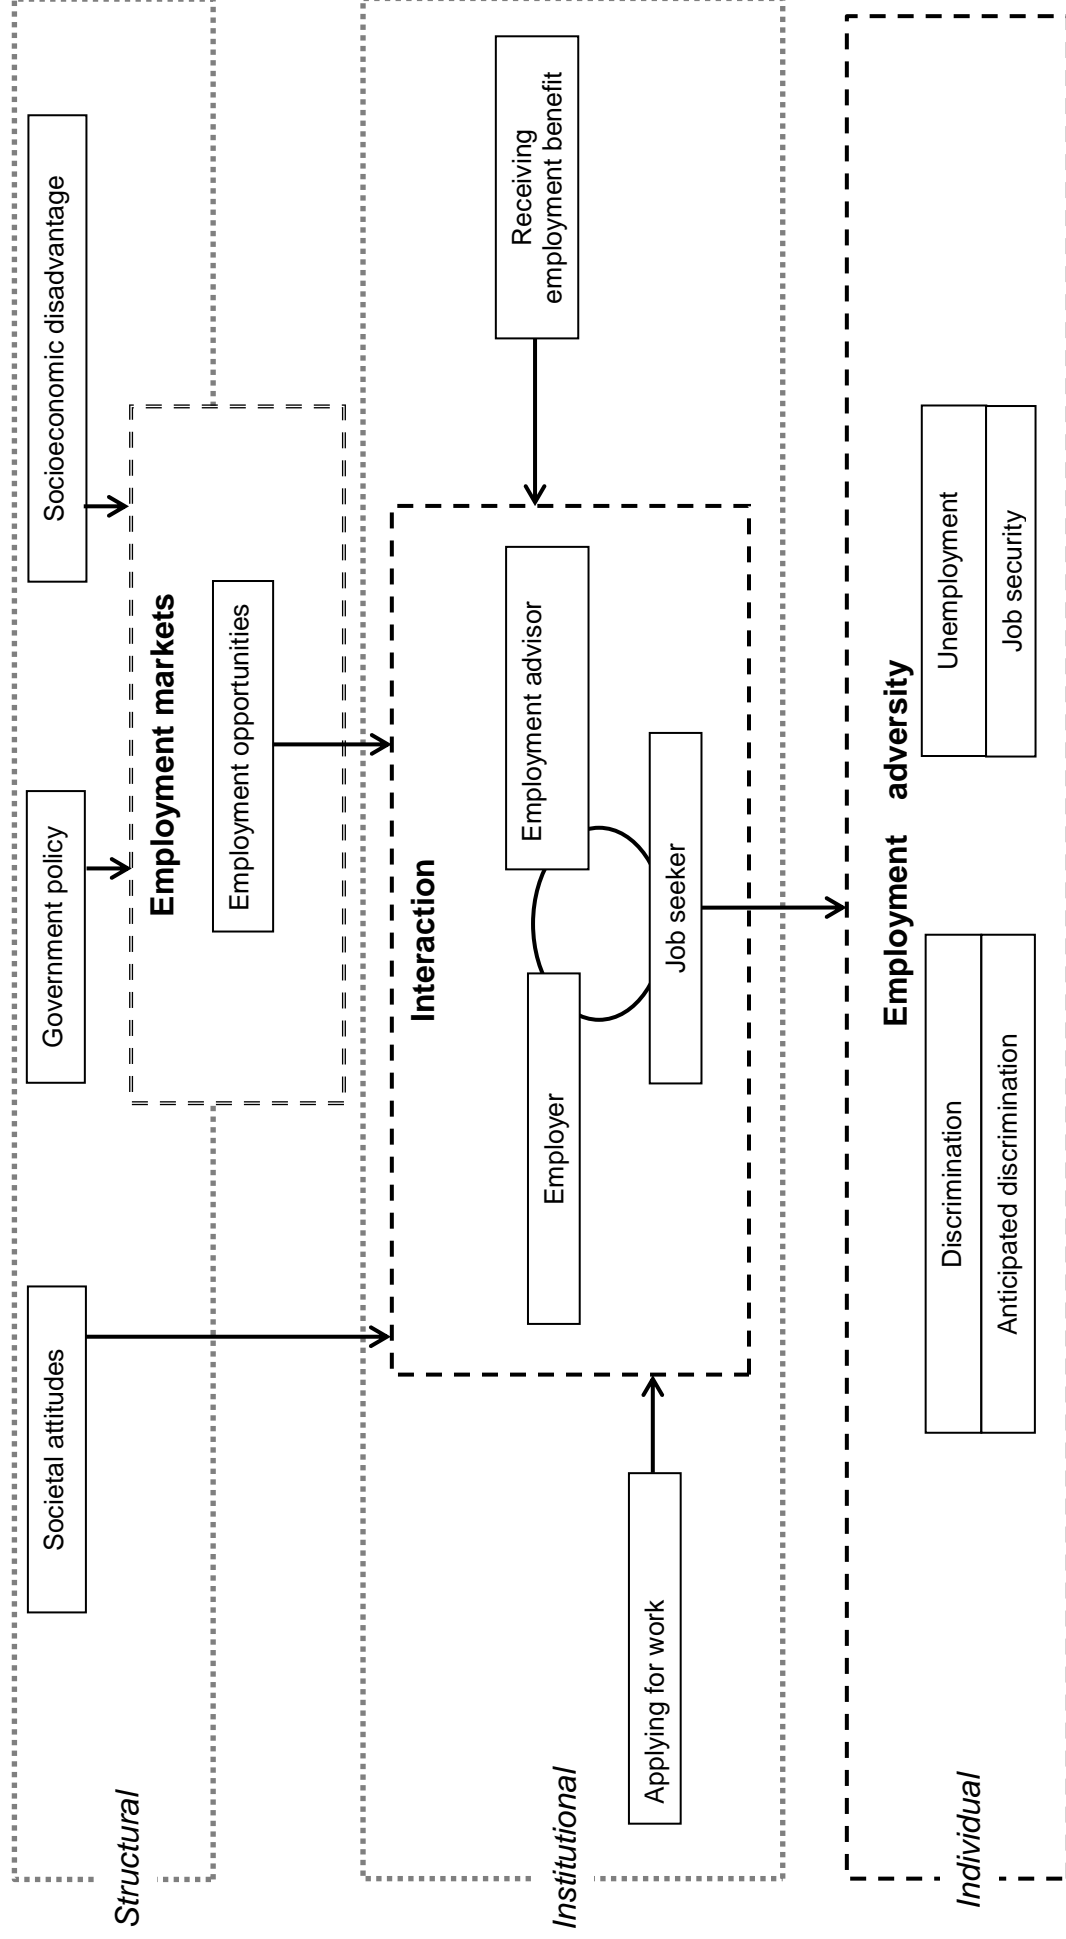 Structural
Societal attitudes
Government policy
Socioeconomic disadvantage
Employment markets
Employment opportunities
Institutional
Interaction
Receiving
employment benefit
Employer
Employment advisor
Job seeker
Applying for work
Individual
Employment adversity
Discrimination
Anticipated discrimination
Unemployment
Job security